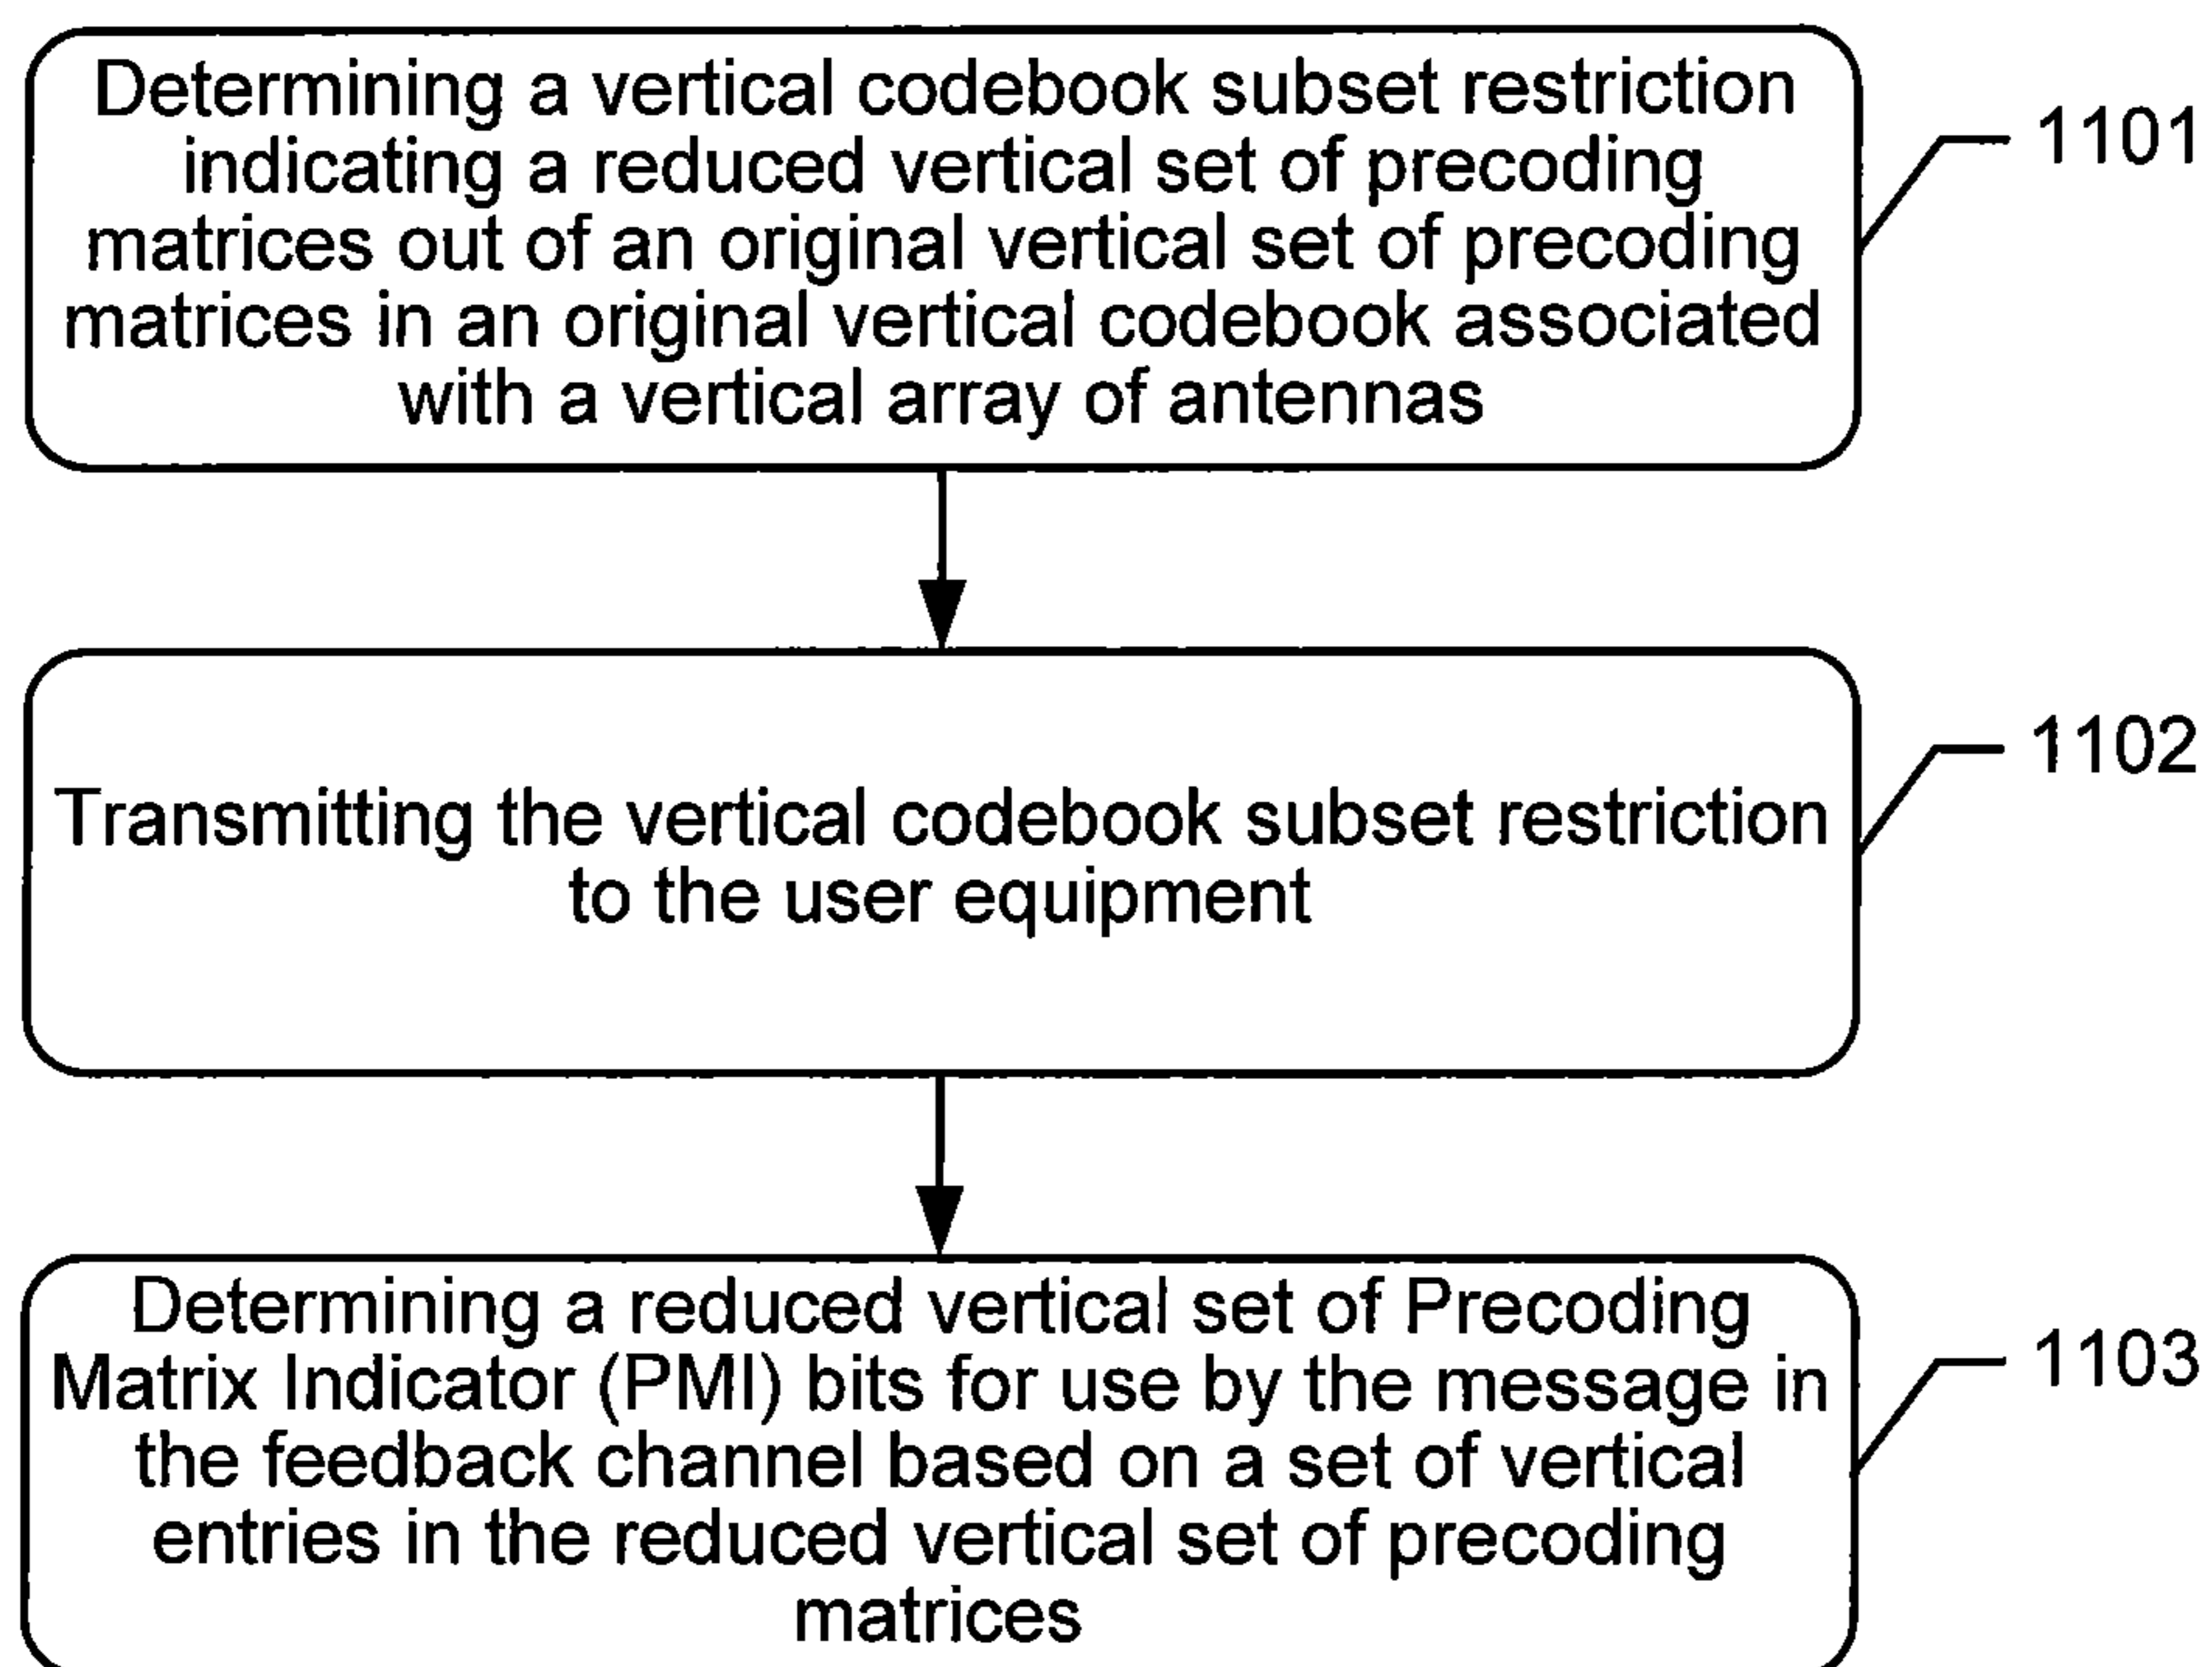 Determining a vertical codebook subset restriction
indicating a reduced vertical set of precoding
matrices out of an original vertical set of precoding
matrices in an original vertical codebook associated
with a vertical array of antennas
1101
Transmitting the vertical codebook subset restriction
to the user equipment
1102
Determining a reduced vertical set of Precoding
Matrix Indicator (PMI) bits for use by the message in
the feedback channel based on a set of vertical
entries in the reduced vertical set of precoding
matrices
1103